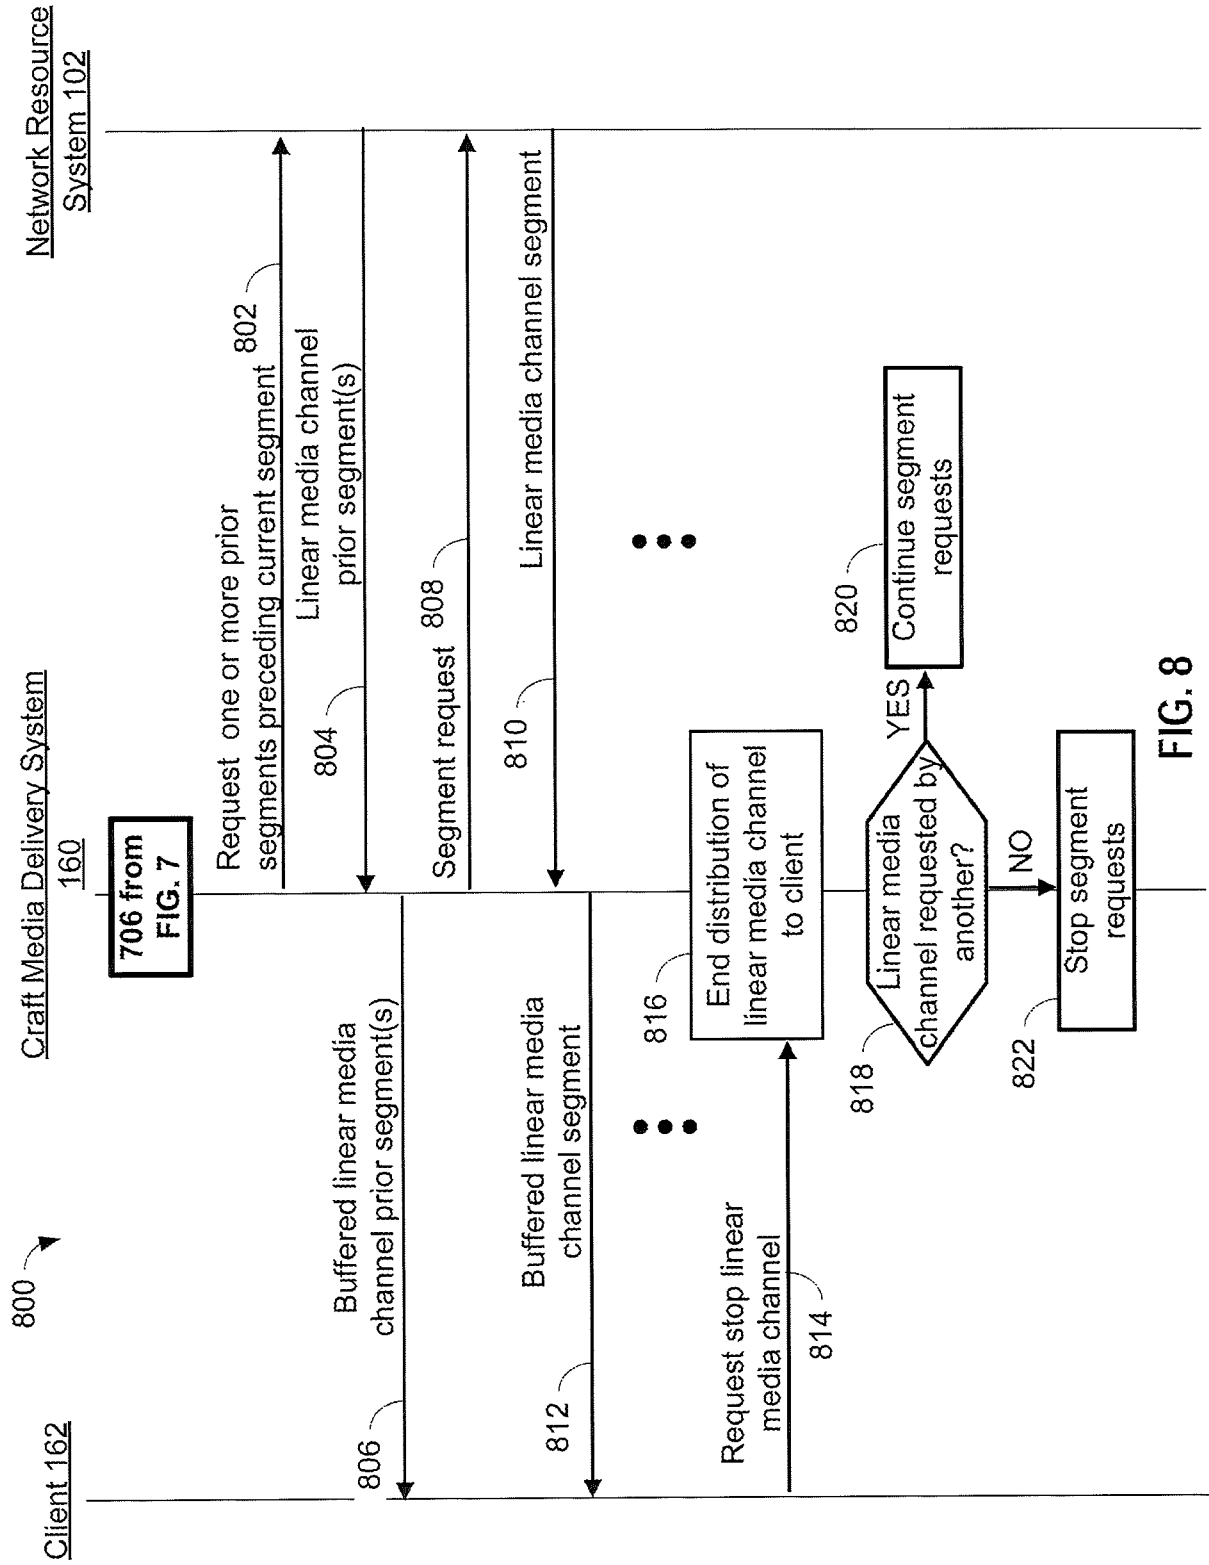 800
Client 162
Craft Media Delivery System
160
Network Resource
System 102
706 from
FIG. 7
Request one or more prior
segments preceding current segment
802
Linear media channel
prior segment(s)
804
Buffered linear media
channel prior segment(s)
806
Segment request
808
Linear media channel segment
810
Buffered linear media
channel segment
812
Request stop linear
media channel
814
816
End distribution of
linear media channel
to client
818
Linear media
channel requested by
another?
YES
820
Continue segment
requests
NO
822
Stop segment
requests
FIG. 8